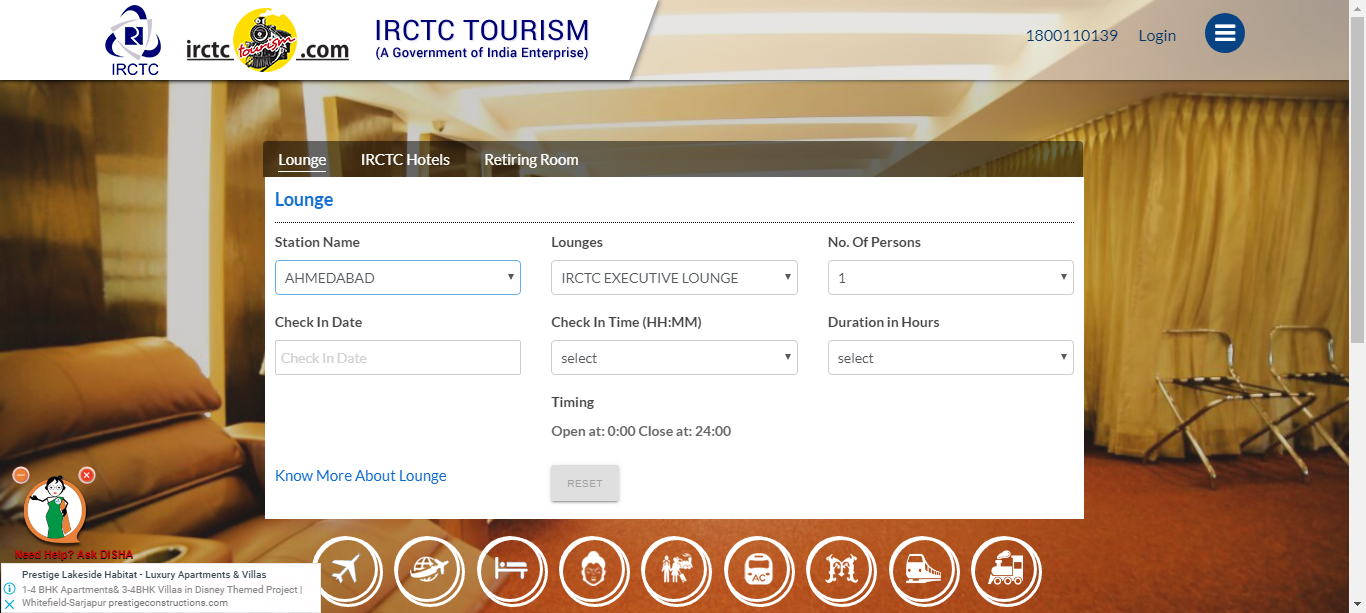 IRCTC
irctc tourism .com
IRCTC TOURISM
(A Government of India Enterprise)
1800110139 Login
Lounge IRCTC Hotels Retiring Room
Lounge
Station Name Lounges No. Of Persons
AHMEDABAD IRCTC EXECUTIVE LOUNGE 1
Check In Date Check In Time (HH:MM) Duration in Hours
Check In Date select select
Timing
Open at: 0:00 Close at: 24:00
Know More About Lounge RESET
Need Help? Ask DISHA
AC
Prestige Lakeside Habitat - Luxury Apartments & Villas
1-4 BHK Apartments& 3-4BHK Villas in Disney Themed Project |
Whitefield-Sarjapur prestigeconstructions.com